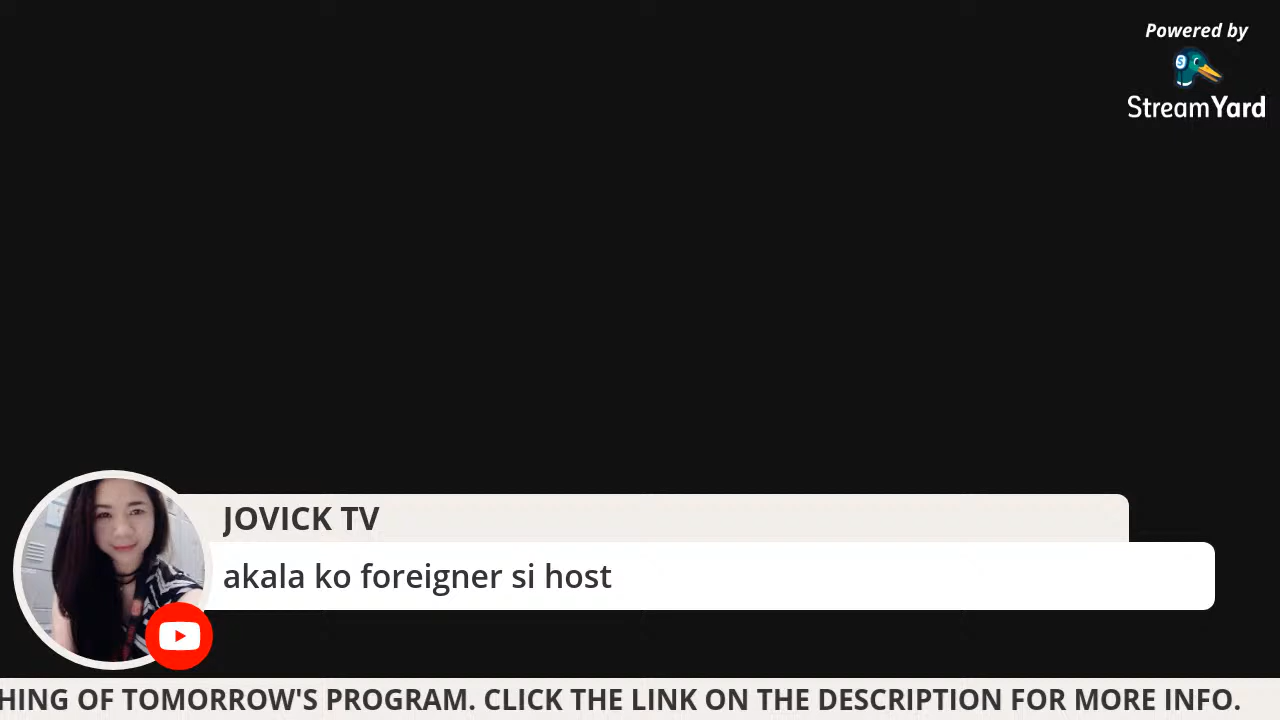 Powered by
StreamYard
JOVICK TV
akala ko foreigner si host
OF TOMORROW'S PROGRAM. CLICK THE LINK ON THE DESCRIPTION FOR MORE INFO.